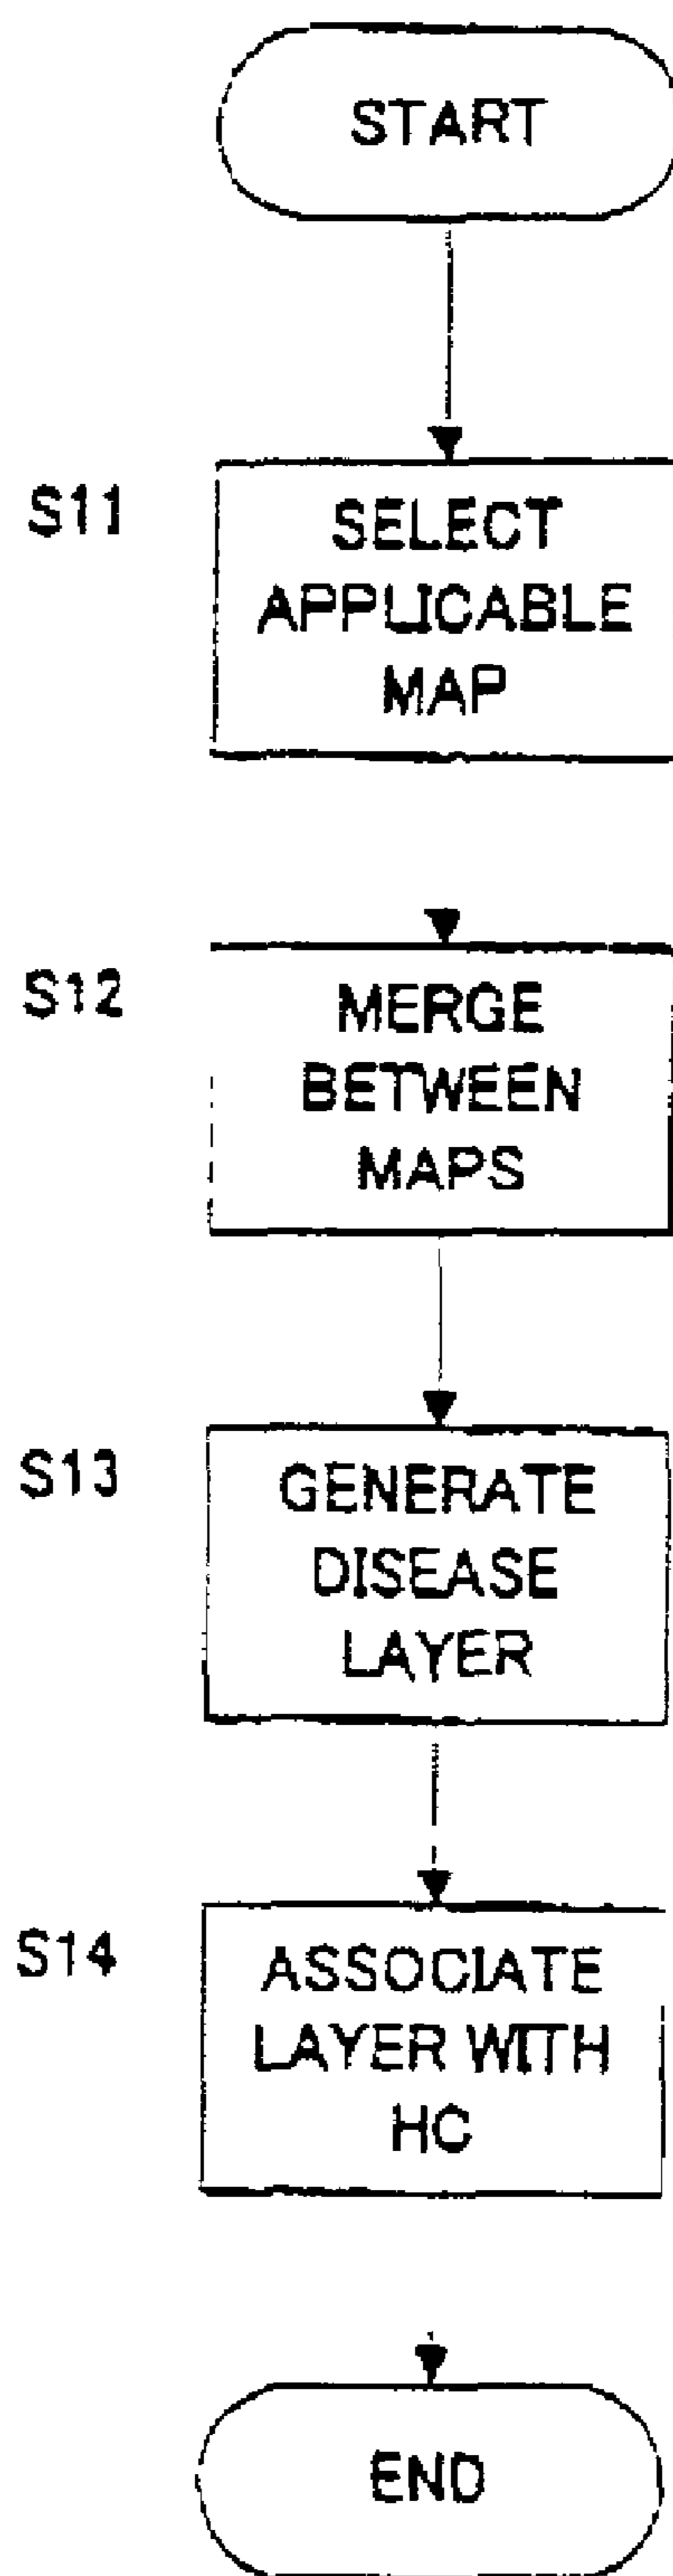 START
S11
SELECT
APPLICABLE
MAP
S12
MERGE
BETWEEN
MAPS
S13
GENERATE
DISEASE
LAYER
S14
ASSOCIATE
LAYER WITH
HC
END